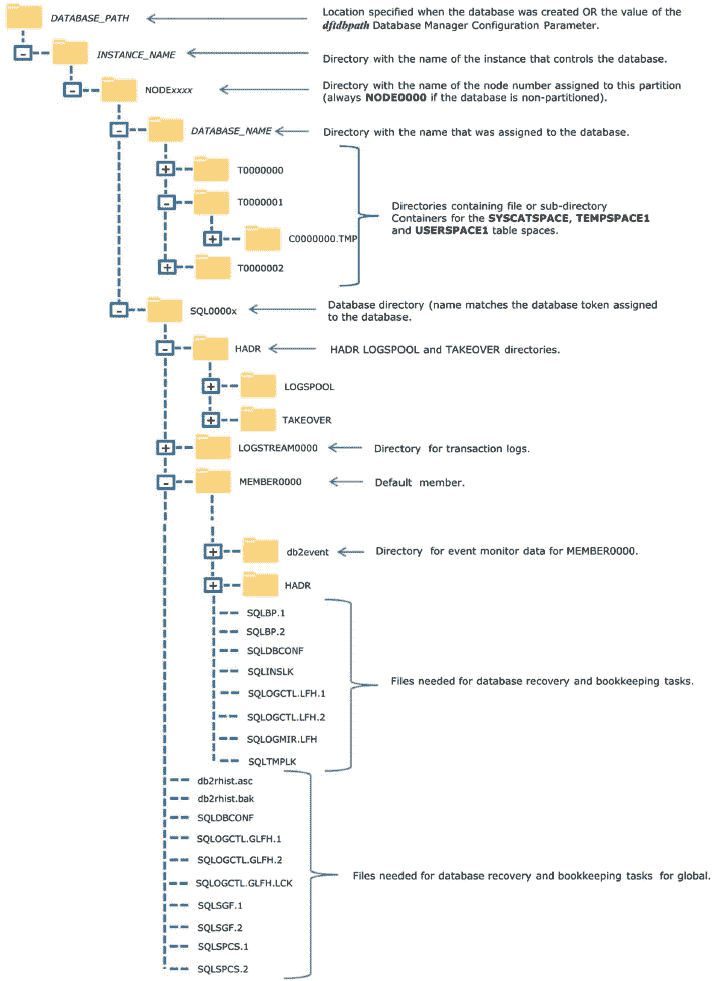 DATABASE_PATH
Location specified when the database was created OR the value of the
dftdbpath Database Manager Configuration Parameter.
INSTANCE_NAME
Directory with the name of the instance that controls the database.
NODExxxx
Directory with the name of the node number assigned to this partition
(always NODE0000 if the database is non-partitioned).
DATABASE_NAME
Directory with the name that was assigned to the database.
T0000000
T0000001
C0000000.TMP
T0000002
Directories containing file or sub-directory
Containers for the SYSCATSPACE, TEMPSPACE1
and USERSPACE1 table spaces.
SQL0000x
Database directory (name matches the database token assigned
to the database.
HADR
HADR LOGSPOOL and TAKEOVER directories.
LOGSPOOL
TAKEOVER
LOGSTREAM0000
Directory for transaction logs.
MEMBER0000
Default member.
db2event
Directory for event monitor data for MEMBER0000.
HADR
SQLBP.1
SQLBP.2
SQLDBCONF
SQLINSLK
SQLOGCTL.LFH.1
SQLOGCTL.LFH.2
SQLOGMIR.LFH
SQLTMPLK
Files needed for database recovery and bookkeeping tasks.
db2rhist.asc
db2rhist.bak
SQLDBCONF
SQLOGCTL.GLFH.1
SQLOGCTL.GLFH.2
SQLOGCTL.GLFH.LCK
SQLSGF.1
SQLSGF.2
SQLSPCS.1
SQLSPCS.2
Files needed for database recovery and bookkeeping tasks for global.